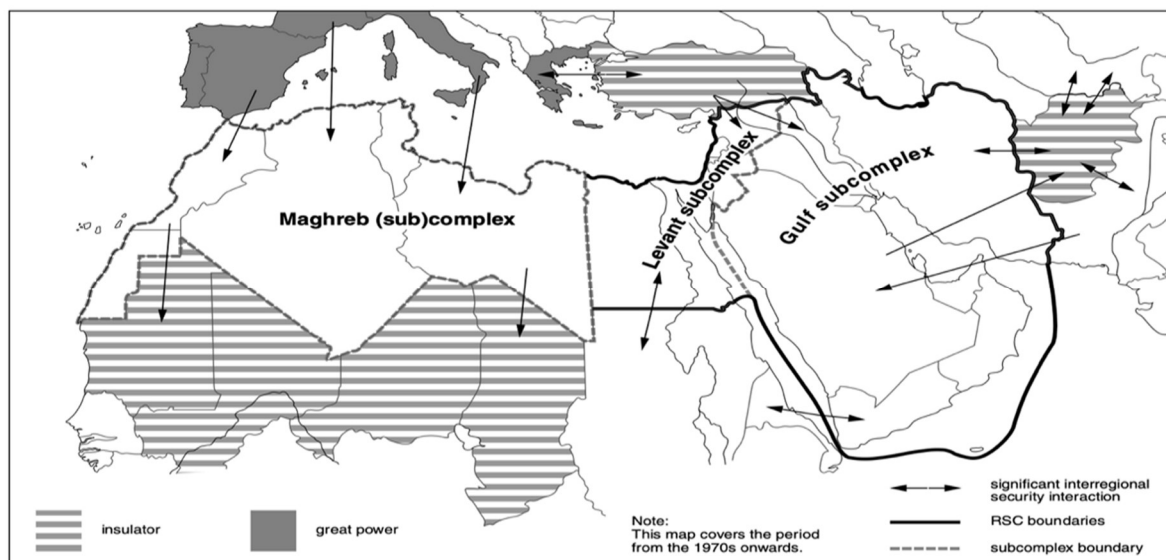 Maghreb (sub)complex
Levant subcomplex
Gulf subcomplex
insulator
great power
Note:
This map covers the period
from the 1970s onwards.
significant interregional
security interaction
RSC boundaries
subcomplex boundary